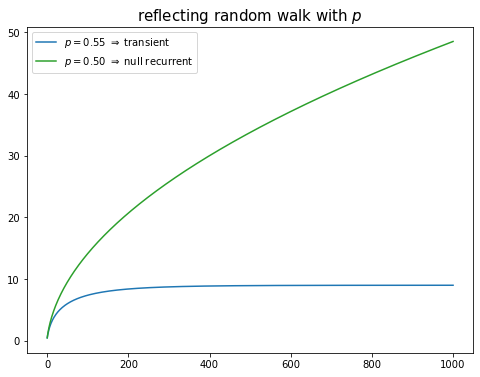 reflecting random walk with p
p = 0.55 ⇒ transient
p = 0.50 ⇒ null recurrent
50
40
30
20
10
0
0 200 400 600 800 1000